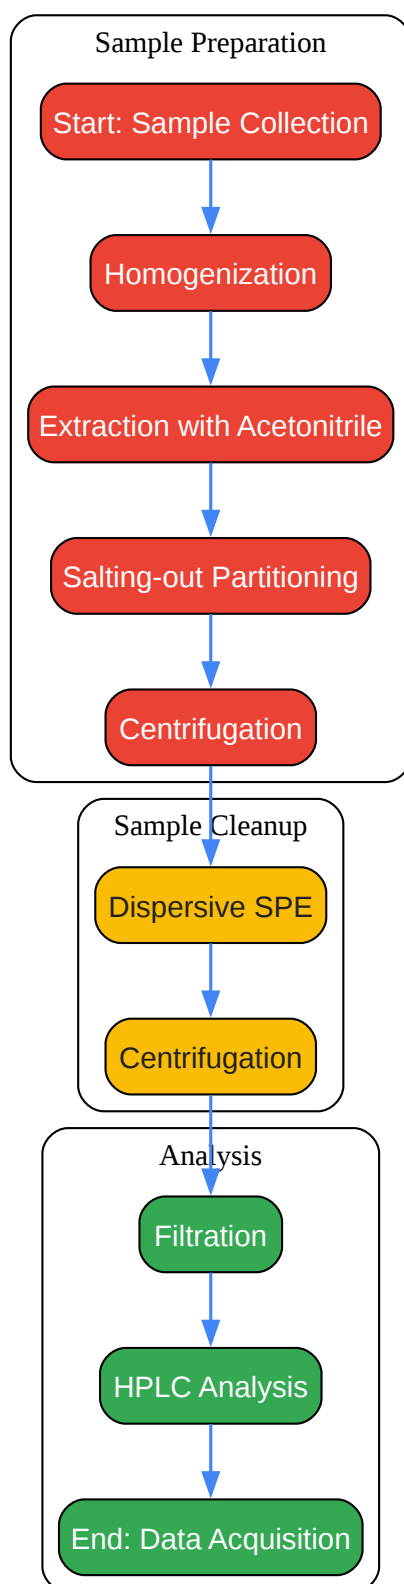 Sample Preparation
Start: Sample Collection
Homogenization
Extraction with Acetonitrile
Salting-out Partitioning
Centrifugation
Sample Cleanup
Dispersive SPE
Centrifugation
Analysis
Filtration
HPLC Analysis
End: Data Acquisition